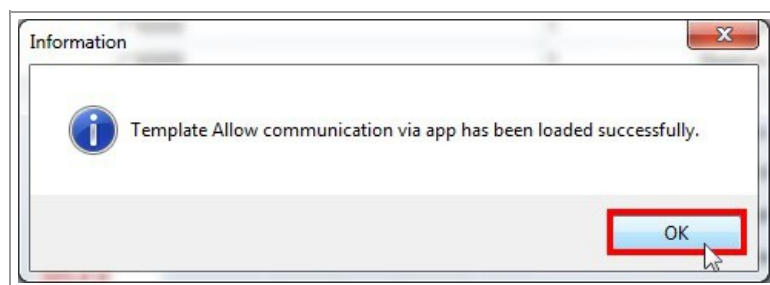 Information
Template Allow communication via app has been loaded successfully.
OK